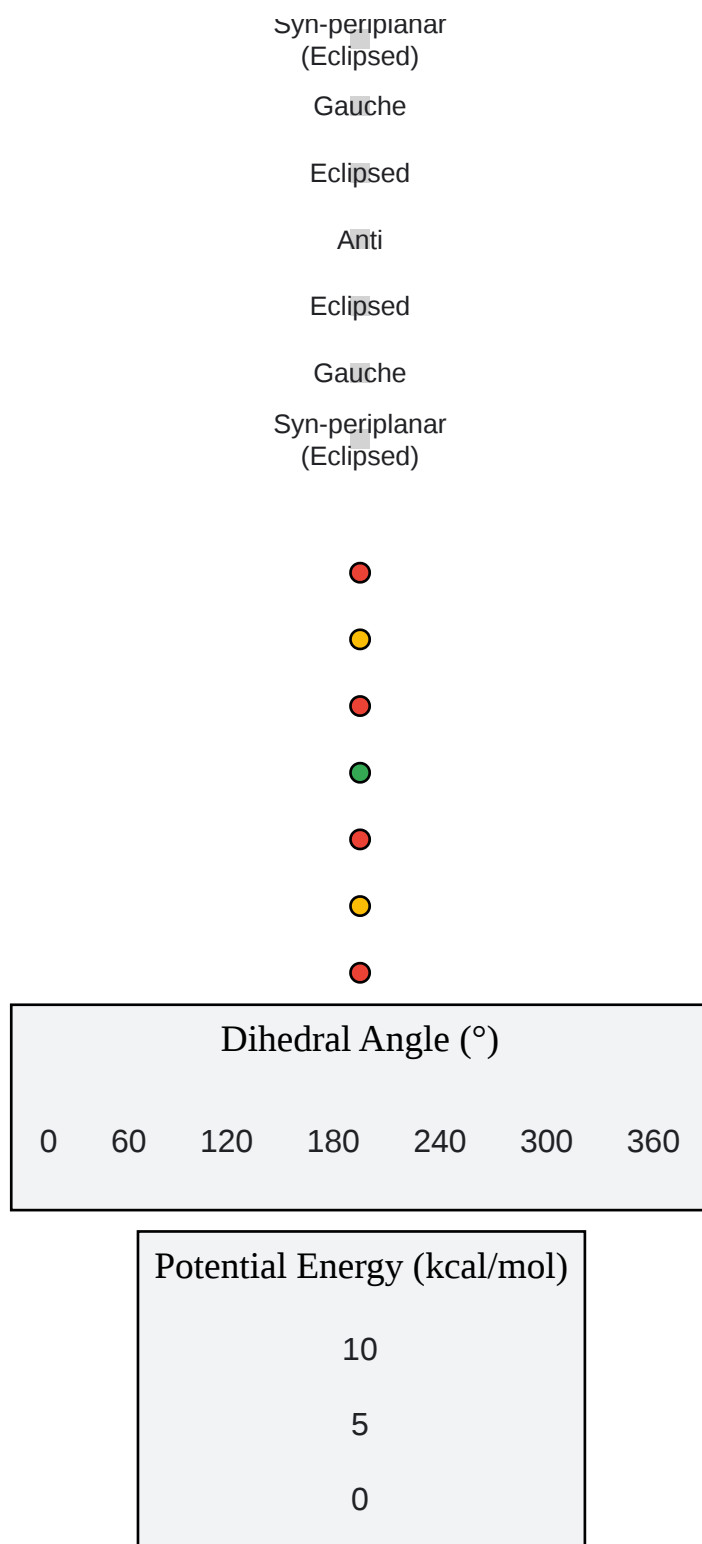 Syn-periplanar
(Eclipsed)
Gauche
Eclipsed
Anti
Eclipsed
Gauche
Syn-periplanar
(Eclipsed)
Dihedral Angle (°)
0 60 120 180 240 300 360
Potential Energy (kcal/mol)
10
5
0